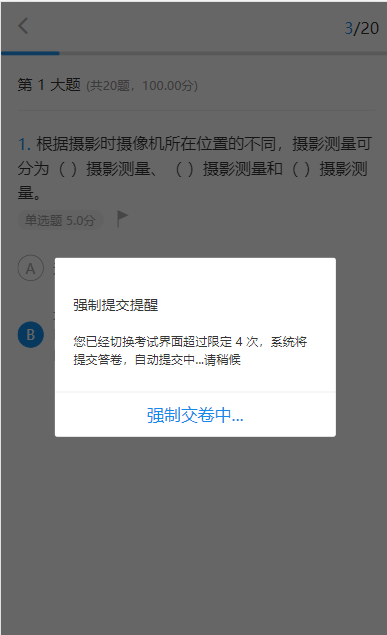 3/20
第 1 大题 (共20题，100.00分)
1. 根据摄影时摄像机所在位置的不同，摄影测量可
分为（ ）摄影测量、（ ）摄影测量和（ ）摄影测
量。
单选题 5.0分
A
B
强制提交提醒
您已经切换考试界面超过限定 4 次，系统将
提交答卷，自动提交中...请稍候
强制交卷中...